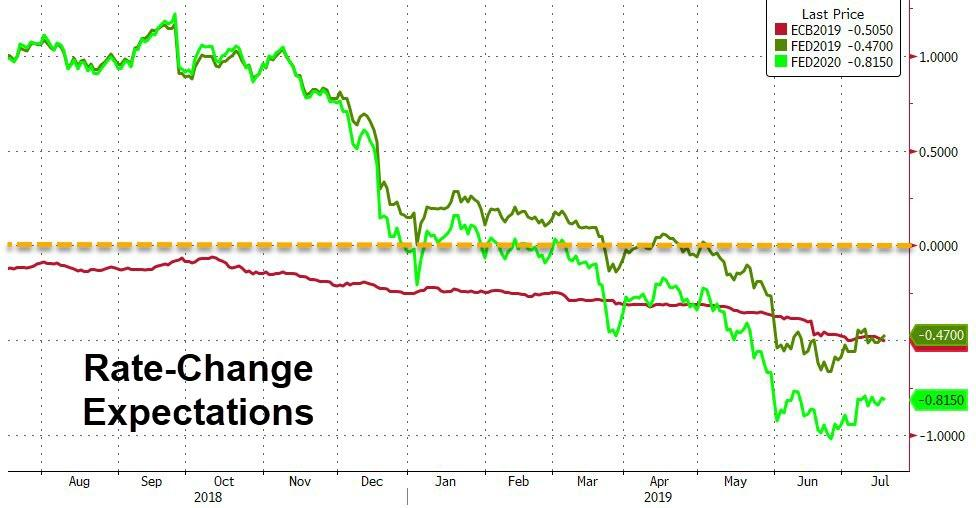 Last Price
ECB2019 -0.5050
FED2019 -0.4700
FED2020 -0.8150
1.0000
0.5000
0.0000
-0.4700
-0.8150
-1.0000
Rate-Change
Expectations
Aug Sep Oct Nov Dec Jan Feb Mar Apr May Jun Jul
2018 2019